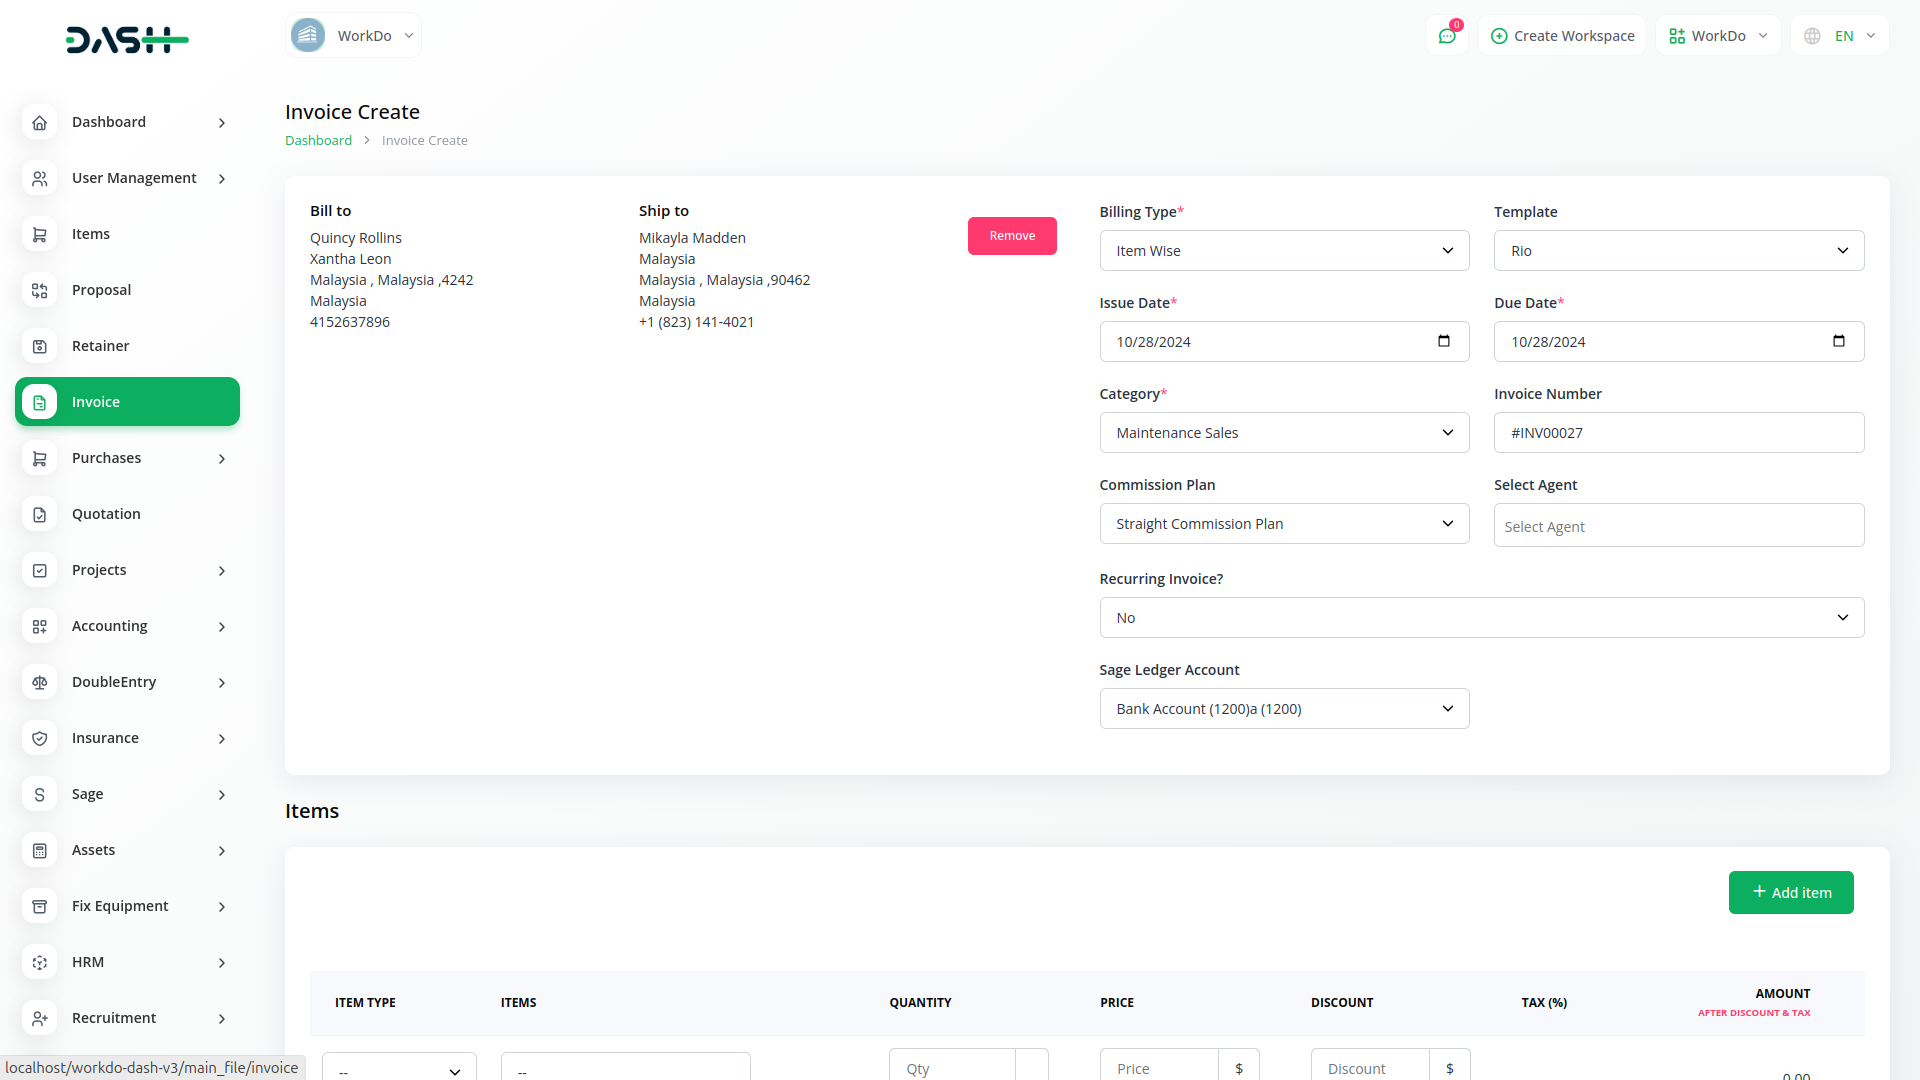 DASH
WorkDo
0
Create Workspace
WorkDo
EN
Dashboard
User Management
Items
Proposal
Retainer
Invoice
Purchases
Quotation
Projects
Accounting
DoubleEntry
Insurance
S Sage
Assets
Fix Equipment
HRM
Recruitment
localhost/workdo-dash-v3/main_file/invoice
Invoice Create
Dashboard > Invoice Create
Bill to
Quincy Rollins
Xantha Leon
Malaysia , Malaysia ,4242
Malaysia
4152637896
Ship to
Mikayla Madden
Malaysia
Malaysia , Malaysia ,90462
Malaysia
+1 (823) 141-4021
Remove
Billing Type*
Item Wise
Template
Rio
Issue Date*
10/28/2024
Due Date*
10/28/2024
Category*
Maintenance Sales
Invoice Number
#INV00027
Commission Plan
Straight Commission Plan
Select Agent
Select Agent
Recurring Invoice?
No
Sage Ledger Account
Bank Account (1200)a (1200)
Items
+ Add item
ITEM TYPE
ITEMS
QUANTITY
PRICE
DISCOUNT
TAX (%)
AMOUNT
AFTER DISCOUNT & TAX
--
--
Qty
Price
$
Discount
$
0.00